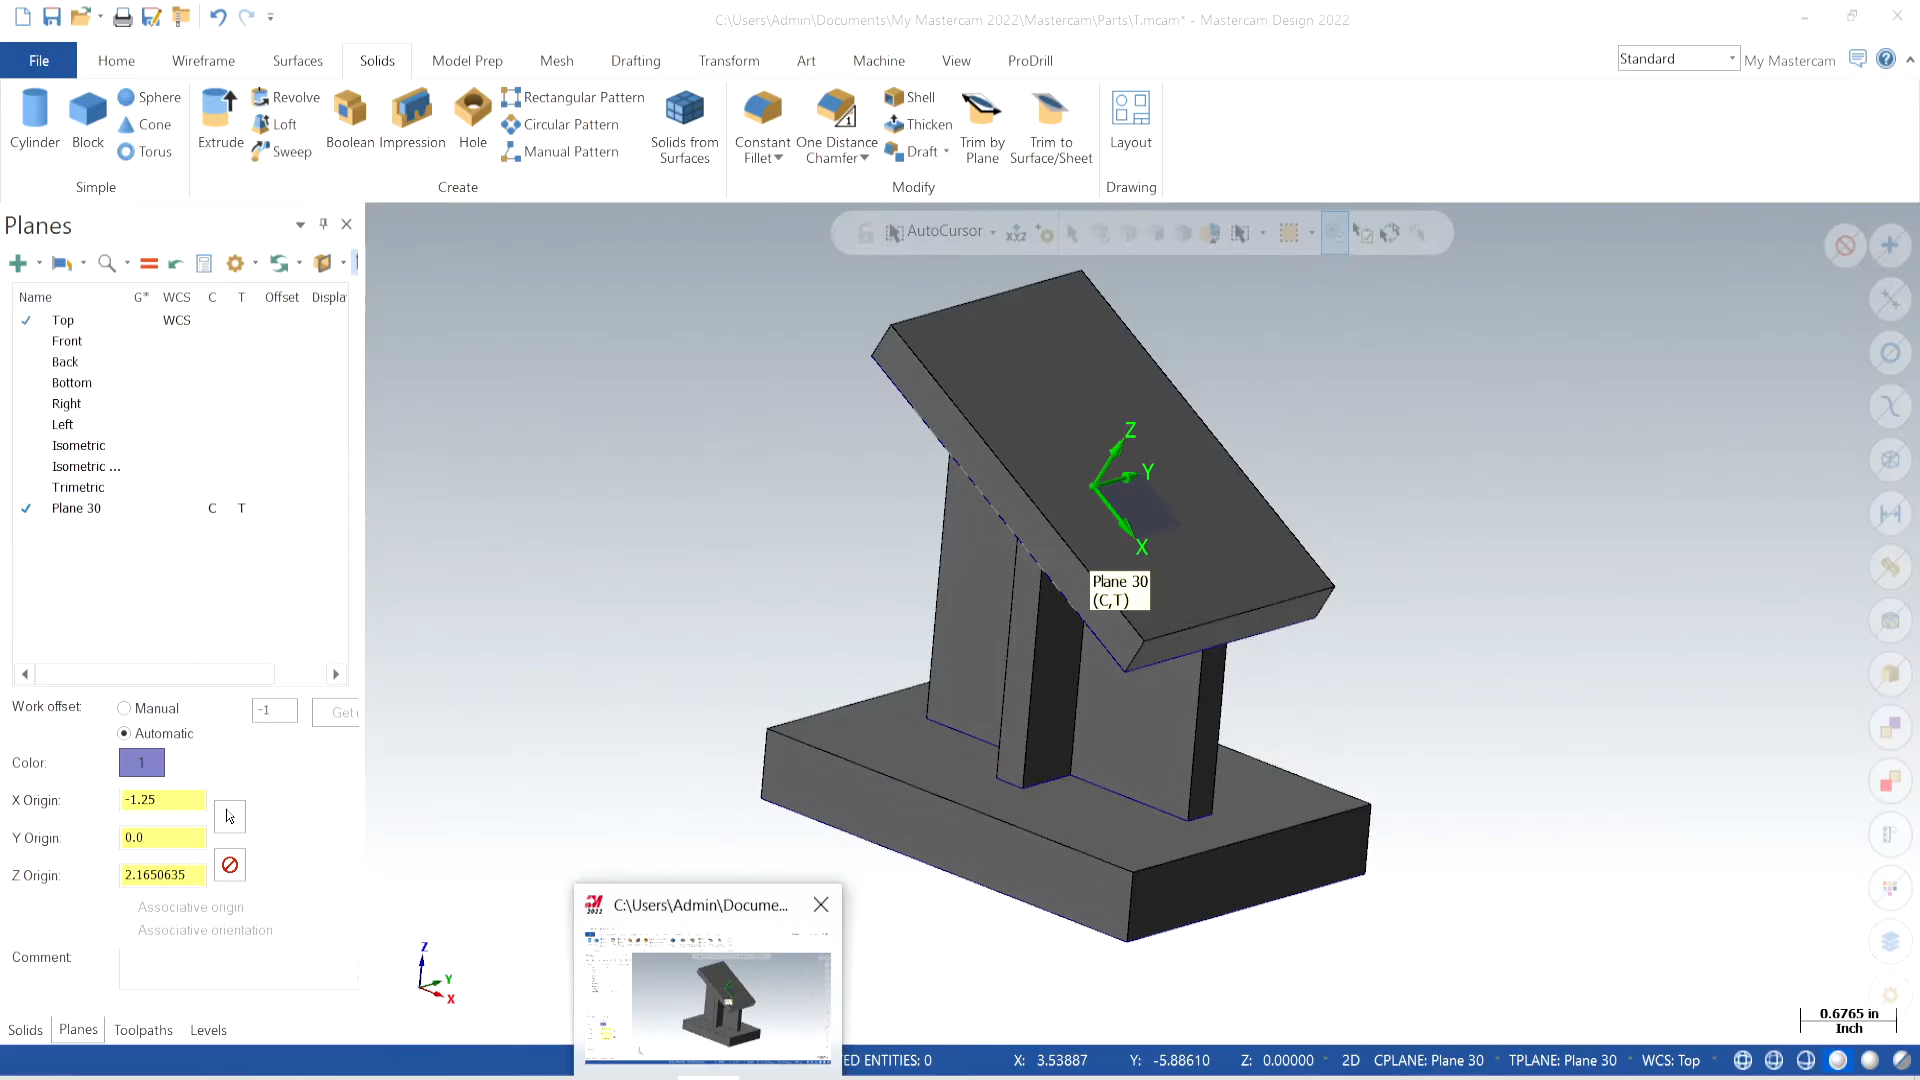 C:\Users\Admin\Documents\My Mastercam 2022\Mastercam\Parts\T.mcam* - Mastercam Design 2022
File Home Wireframe Surfaces Solids Model Prep Mesh Drafting Transform Art Machine View ProDrill
Standard My Mastercam
Cylinder Block Sphere Cone Torus
Simple
Extrude Revolve Loft Sweep Boolean Impression Hole
Rectangular Pattern
Circular Pattern
Manual Pattern
Solids from
Surfaces
Create
Constant
Fillet
One Distance
Chamfer
1
Shell
Thicken
Draft
Trim by
Plane
Trim to
Surface/Sheet
Modify
Layout
Drawing
Planes
AutoCursor
Name G* WCS C T Offset Displa
Top WCS
Front
Back
Bottom
Right
Left
Isometric
Isometric ...
Trimetric
Plane 30 C T
Work offset: Manual -1 Get
Automatic
Color: 1
X Origin: -1.25
Y Origin: 0.0
Z Origin: 2.1650635
Associative origin
Associative orientation
Comment:
Z
Y
X
Plane 30
(C,T)
Z
Y
X
2022
C:\Users\Admin\Docume...
0.6765 in
Inch
Solids Planes Toolpaths Levels
ED ENTITIES: 0 X: 3.53887 Y: -5.88610 Z: 0.00000 2D CPLANE: Plane 30 TPLANE: Plane 30 WCS: Top